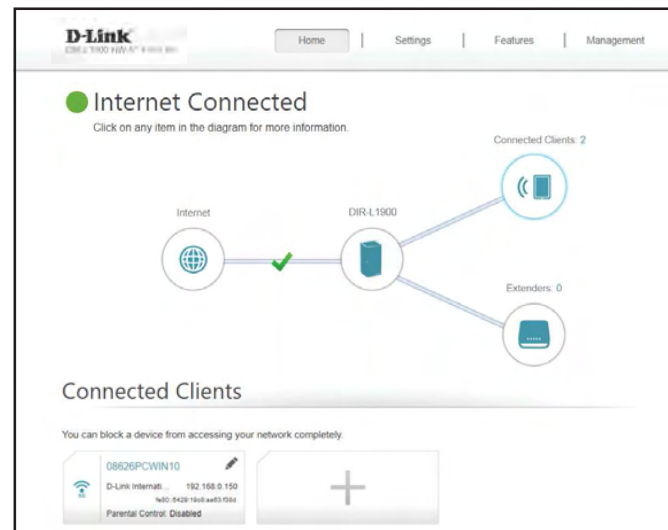 D-Link
Home | Settings | Features | Management
Internet Connected
Click on any item in the diagram for more information.
Connected Clients: 2
Internet
DIR-L1900
Extenders: 0
Connected Clients
You can block a device from accessing your network completely.
08626PCWIN10
D-Link Internati... 192.168.0.150
Parental Control: Disabled